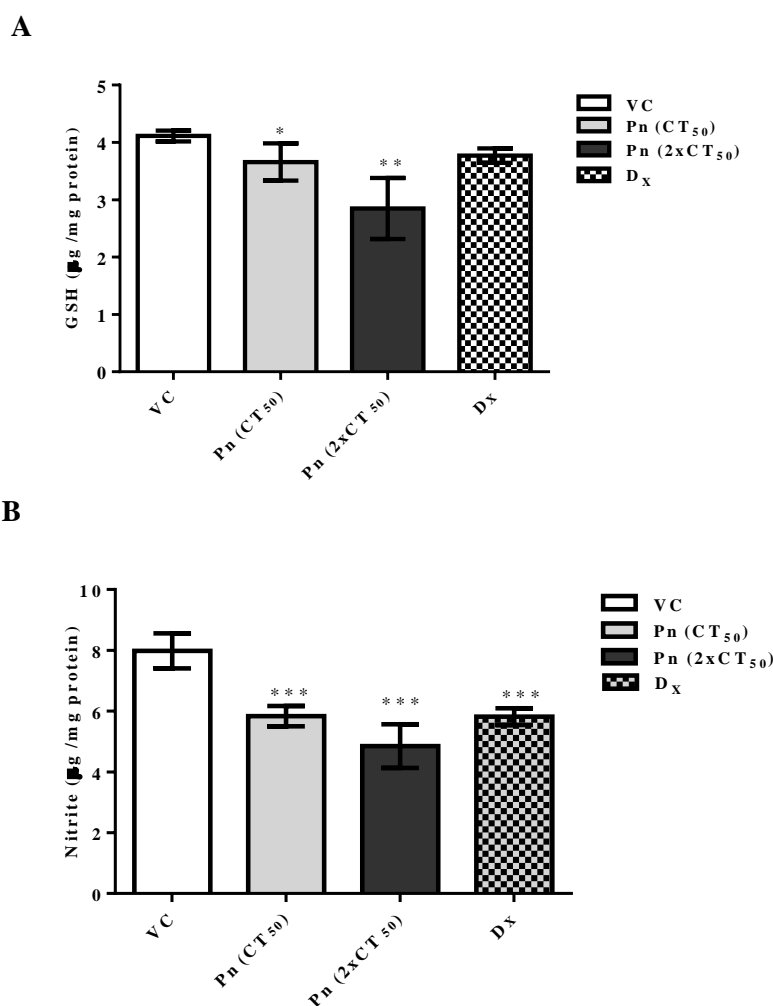 A
5
4
3
2
1
0
GSH (µg /mg protein)
*
**
VC
Pn (CT50)
Pn (2xCT50)
Dx
VC
Pn (CT50)
Pn (2xCT50)
DX
B
10
8
6
4
2
0
Nitrite (µg /mg protein)
***
***
***
VC
Pn (CT50)
Pn (2xCT50)
Dx
VC
Pn (CT50)
Pn (2xCT50)
DX